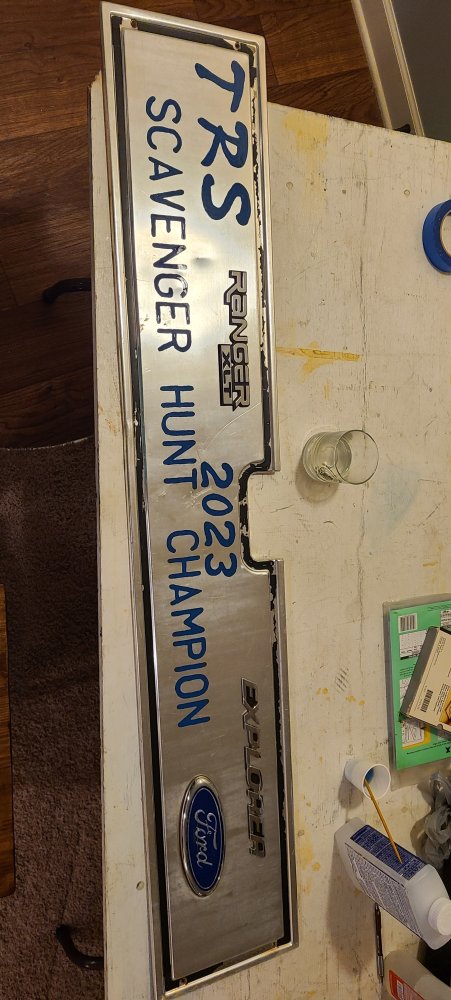 TRS
RANGER
XLT
2023
EXPLORER
SCAVENGER HUNT CHAMPION
Ford